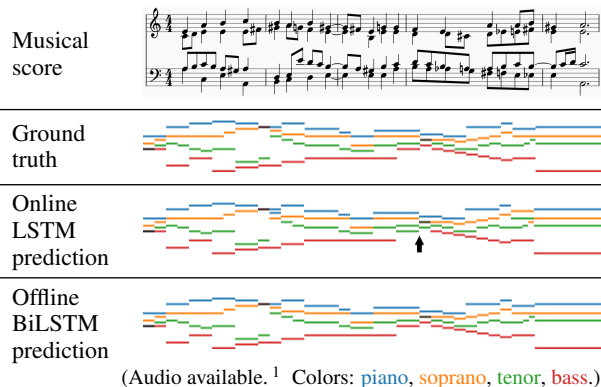 Musical
score
Ground
truth
Online
LSTM
prediction
Offline
BiLSTM
prediction
(Audio available. 1 Colors: piano, soprano, tenor, bass.)